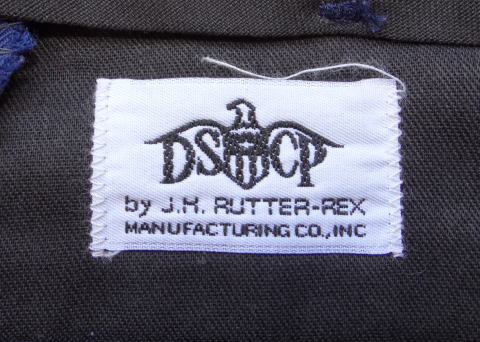 DSCP
by J.H. RUTTER-REX
MANUFACTURING CO., INC